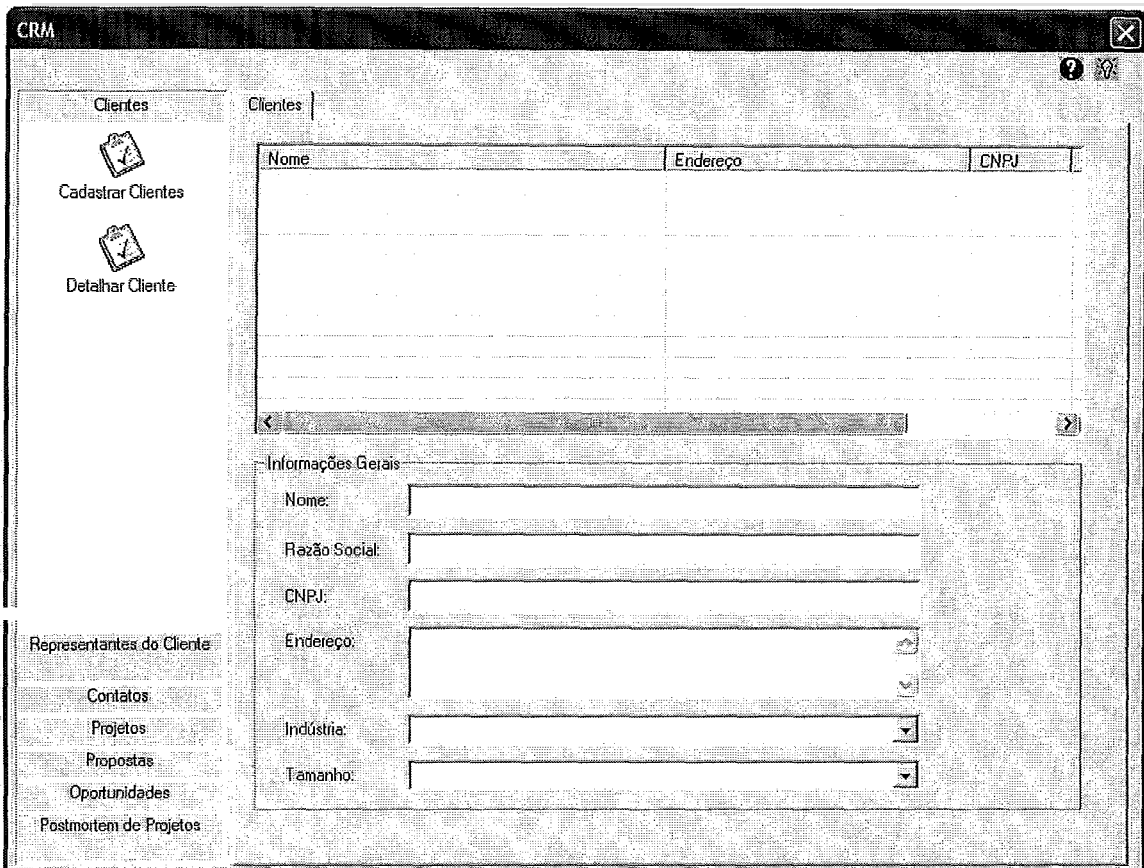 CRM
Clientes
Cadastrar Clientes
Detalhar Cliente
Representantes do Cliente
Contatos
Projetos
Propostas
Oportunidades
Postmortem de Projetos
Clientes
Nome Endereço CNPJ
Informações Gerais
Nome:
Razão Social:
CNPJ:
Endereço:
Indústria:
Tamanho: